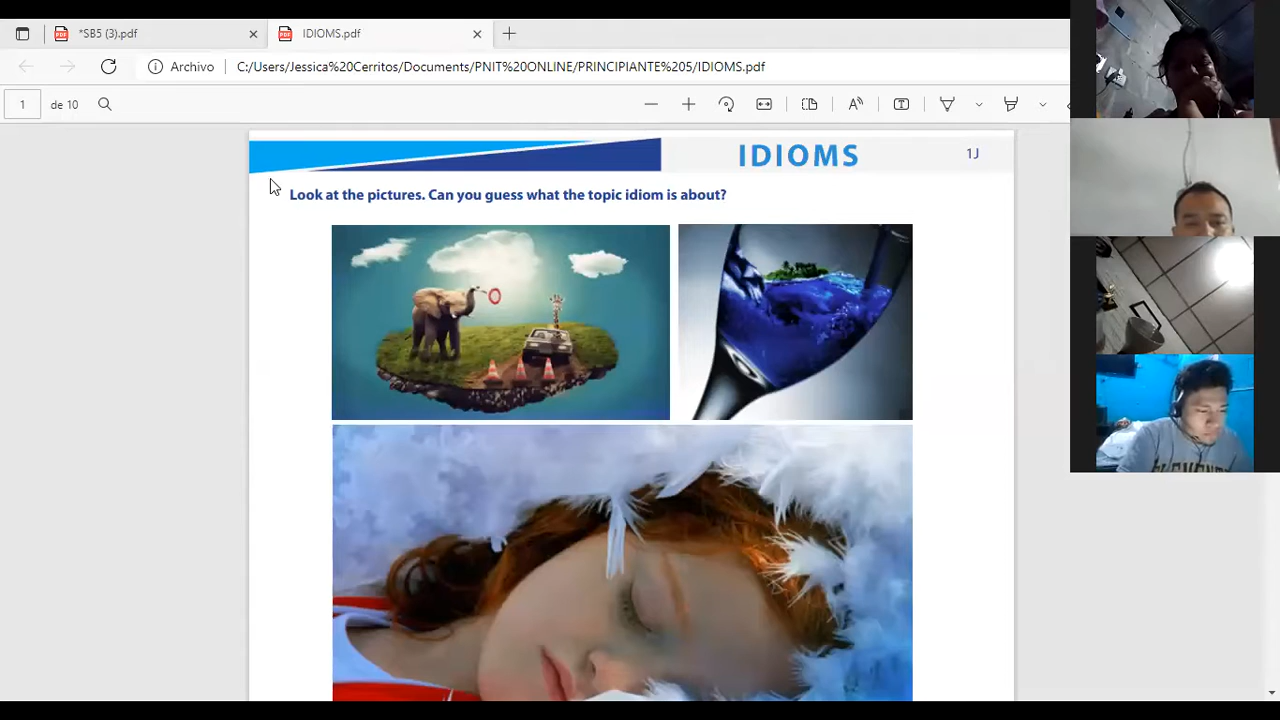 *SB5 (3).pdf
IDIOMS.pdf
Archivo
C:/Users/Jessica%20Cerritos/Documents/PNIT%20ONLINE/PRINCIPIANTE%205/IDIOMS.pdf
1
de 10
IDIOMS
1J
Look at the pictures. Can you guess what the topic idiom is about?